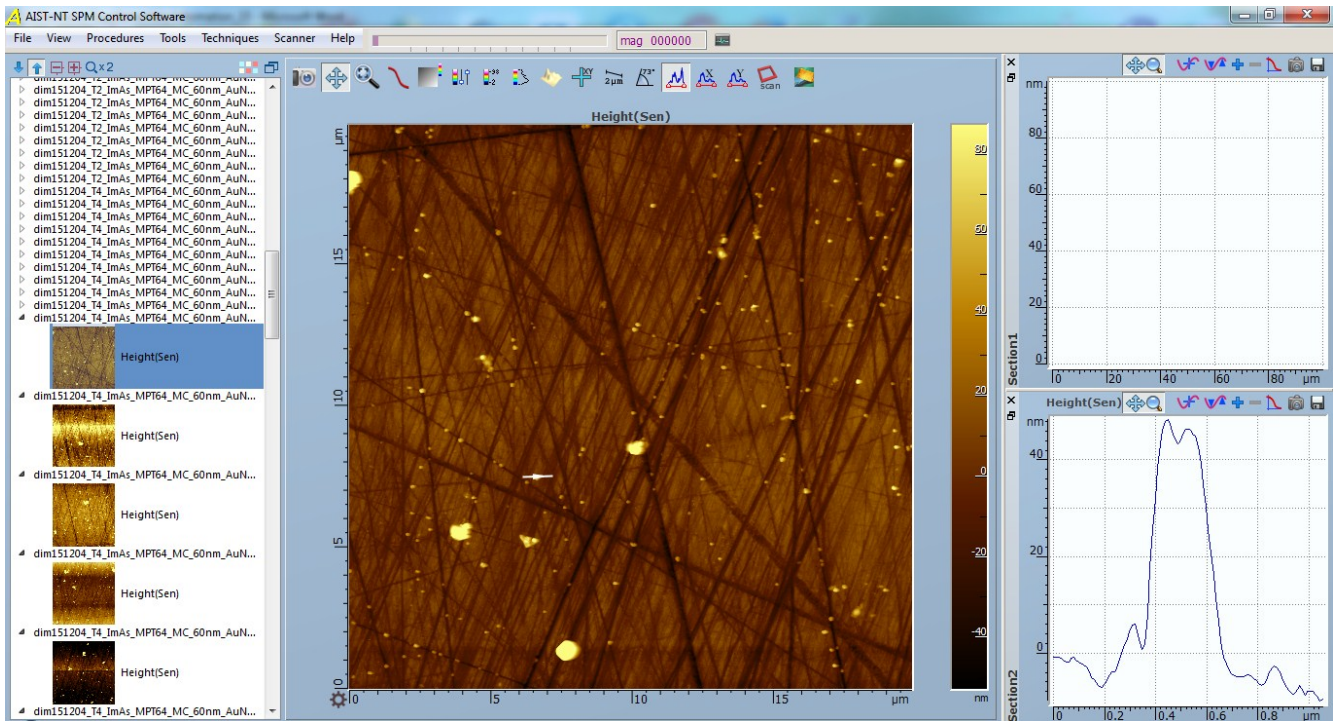 AIST-NT SPM Control Software
File View Procedures Tools Techniques Scanner Help
mag 000000
Q×2
dim151204_T2_ImAs_MPT64_MC_60nm_AuN...
dim151204_T2_ImAs_MPT64_MC_60nm_AuN...
dim151204_T2_ImAs_MPT64_MC_60nm_AuN...
dim151204_T2_ImAs_MPT64_MC_60nm_AuN...
dim151204_T2_ImAs_MPT64_MC_60nm_AuN...
dim151204_T2_ImAs_MPT64_MC_60nm_AuN...
dim151204_T2_ImAs_MPT64_MC_60nm_AuN...
dim151204_T2_ImAs_MPT64_MC_60nm_AuN...
dim151204_T4_ImAs_MPT64_MC_60nm_AuN...
dim151204_T4_ImAs_MPT64_MC_60nm_AuN...
dim151204_T4_ImAs_MPT64_MC_60nm_AuN...
dim151204_T4_ImAs_MPT64_MC_60nm_AuN...
dim151204_T4_ImAs_MPT64_MC_60nm_AuN...
dim151204_T4_ImAs_MPT64_MC_60nm_AuN...
dim151204_T4_ImAs_MPT64_MC_60nm_AuN...
dim151204_T4_ImAs_MPT64_MC_60nm_AuN...
dim151204_T4_ImAs_MPT64_MC_60nm_AuN...
dim151204_T4_ImAs_MPT64_MC_60nm_AuN...
dim151204_T4_ImAs_MPT64_MC_60nm_AuN...
dim151204_T4_ImAs_MPT64_MC_60nm_AuN...
Height(Sen)
dim151204_T4_ImAs_MPT64_MC_60nm_AuN...
Height(Sen)
dim151204_T4_ImAs_MPT64_MC_60nm_AuN...
Height(Sen)
dim151204_T4_ImAs_MPT64_MC_60nm_AuN...
Height(Sen)
dim151204_T4_ImAs_MPT64_MC_60nm_AuN...
Height(Sen)
dim151204_T4_ImAs_MPT64_MC_60nm_AuN...
XY
2µm
73°
scan
Height(Sen)
µm
15
10
5
0
0 5 10 15 µm
80
60
40
20
0
-20
-40
nm
Section1
nm
80
60
40
20
0
0 20 40 60 80 µm
Section2
Height(Sen)
nm
40
20
0
0 0.2 0.4 0.6 0.8 µm